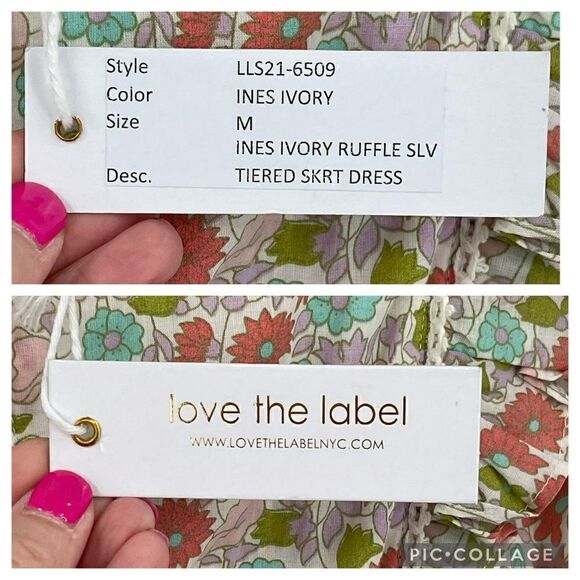 Style LLS21-6509
Color INES IVORY
Size M
INES IVORY RUFFLE SLV
Desc. TIERED SKRT DRESS
love the label
WWW.LOVETHELABELNYC.COM
PIC•COLLAGE